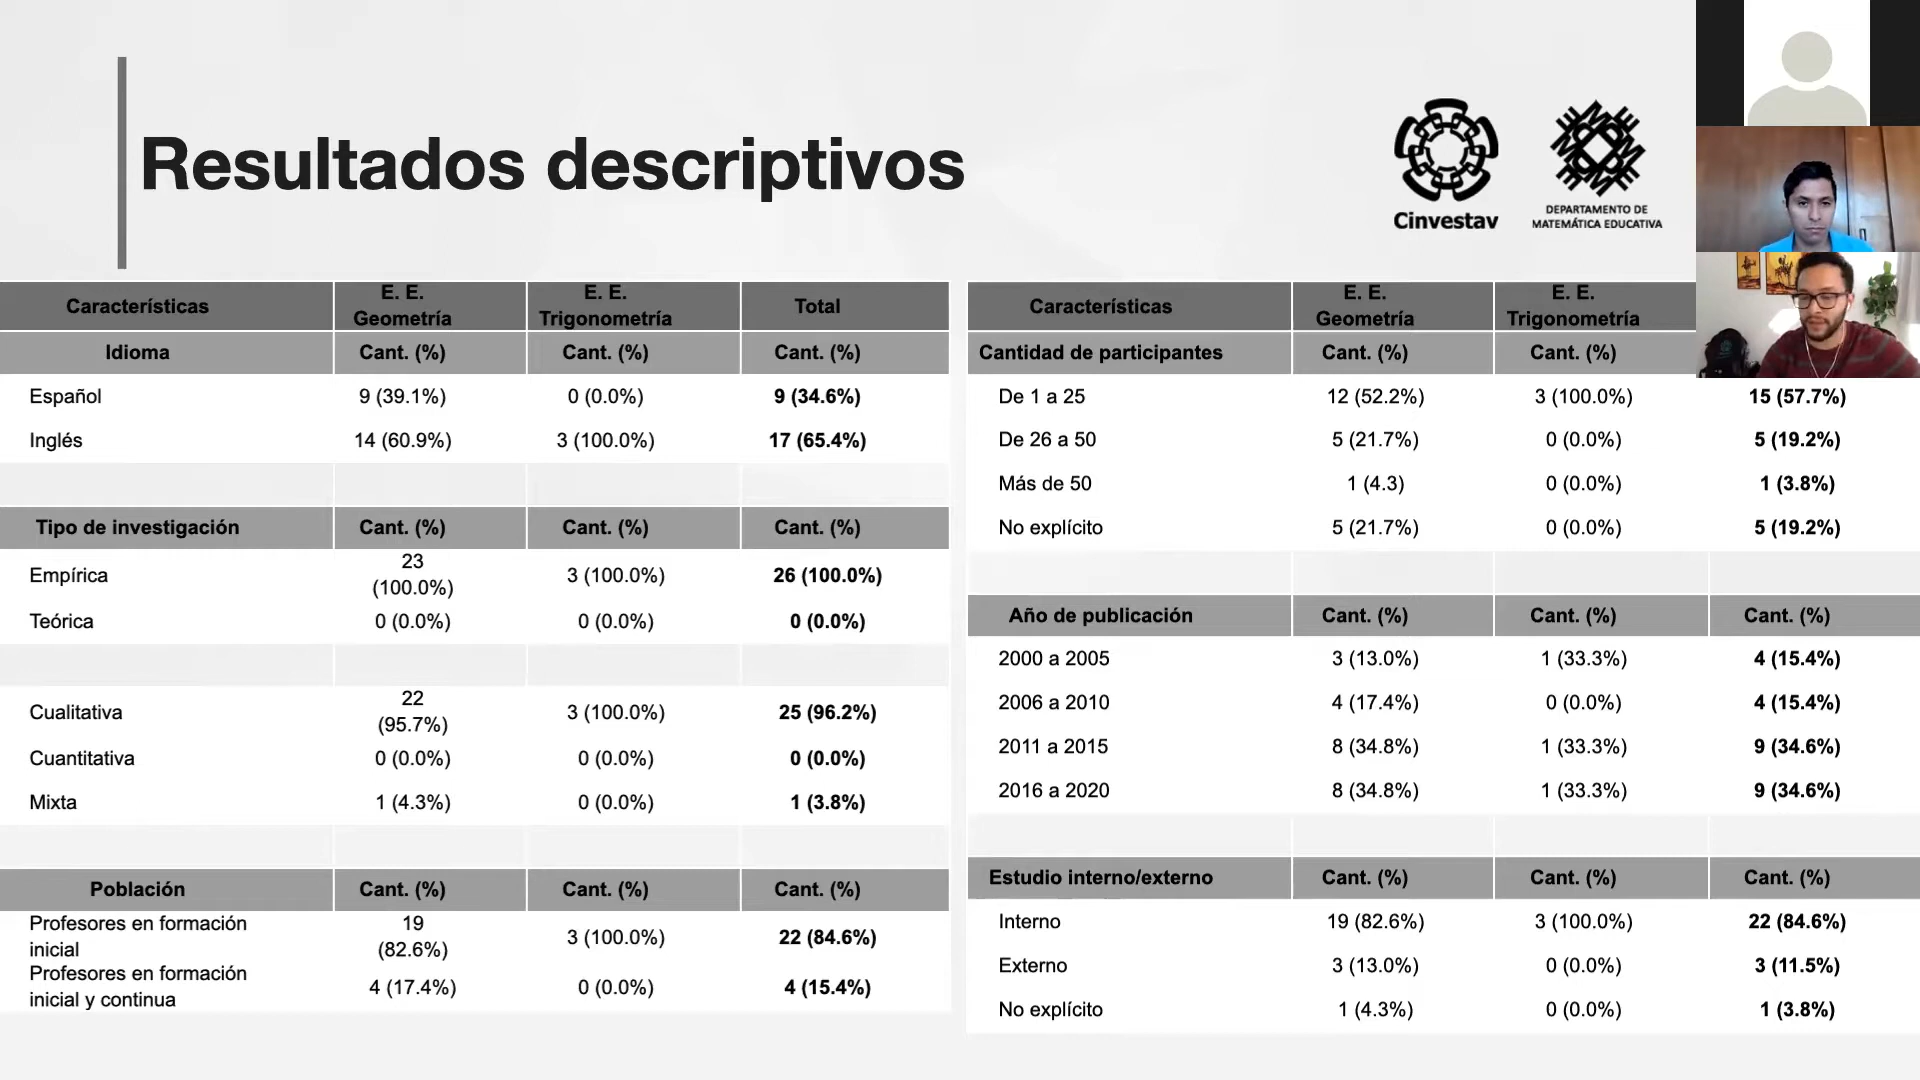 Resultados descriptivos
Cinvestav
DEPARTAMENTO DE
MATEMÁTICA EDUCATIVA
Características E. E. Geometría E. E. Trigonometría Total
Idioma Cant. (%) Cant. (%) Cant. (%)
Español 9 (39.1%) 0 (0.0%) 9 (34.6%)
Inglés 14 (60.9%) 3 (100.0%) 17 (65.4%)
Tipo de investigación Cant. (%) Cant. (%) Cant. (%)
Empírica 23 (100.0%) 3 (100.0%) 26 (100.0%)
Teórica 0 (0.0%) 0 (0.0%) 0 (0.0%)
Cualitativa 22 (95.7%) 3 (100.0%) 25 (96.2%)
Cuantitativa 0 (0.0%) 0 (0.0%) 0 (0.0%)
Mixta 1 (4.3%) 0 (0.0%) 1 (3.8%)
Población Cant. (%) Cant. (%) Cant. (%)
Profesores en formación inicial 19 (82.6%) 3 (100.0%) 22 (84.6%)
Profesores en formación inicial y continua 4 (17.4%) 0 (0.0%) 4 (15.4%)
Características E. E. Geometría E. E. Trigonometría
Cantidad de participantes Cant. (%) Cant. (%)
De 1 a 25 12 (52.2%) 3 (100.0%) 15 (57.7%)
De 26 a 50 5 (21.7%) 0 (0.0%) 5 (19.2%)
Más de 50 1 (4.3) 0 (0.0%) 1 (3.8%)
No explícito 5 (21.7%) 0 (0.0%) 5 (19.2%)
Año de publicación Cant. (%) Cant. (%) Cant. (%)
2000 a 2005 3 (13.0%) 1 (33.3%) 4 (15.4%)
2006 a 2010 4 (17.4%) 0 (0.0%) 4 (15.4%)
2011 a 2015 8 (34.8%) 1 (33.3%) 9 (34.6%)
2016 a 2020 8 (34.8%) 1 (33.3%) 9 (34.6%)
Estudio interno/externo Cant. (%) Cant. (%) Cant. (%)
Interno 19 (82.6%) 3 (100.0%) 22 (84.6%)
Externo 3 (13.0%) 0 (0.0%) 3 (11.5%)
No explícito 1 (4.3%) 0 (0.0%) 1 (3.8%)